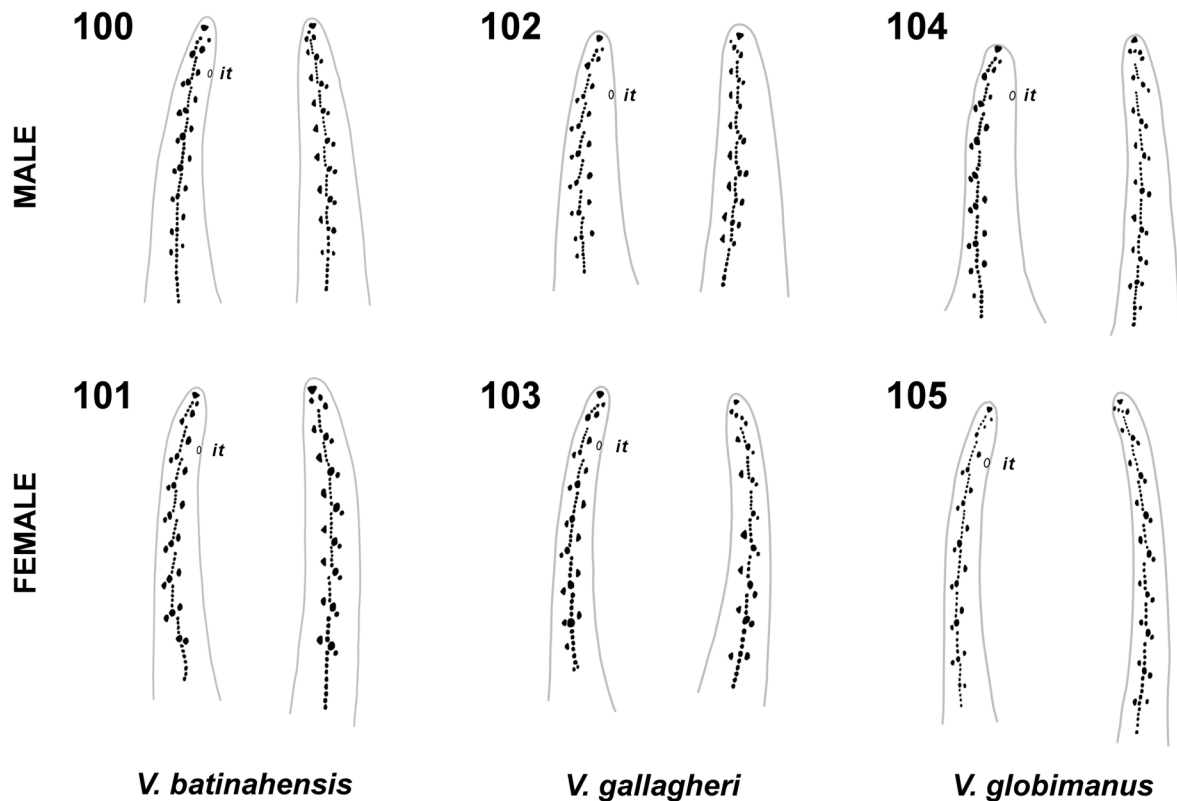 100
it
102
it
104
it
MALE
101
it
103
it
105
it
FEMALE
V. batinahensis
V. gallagheri
V. globimanus